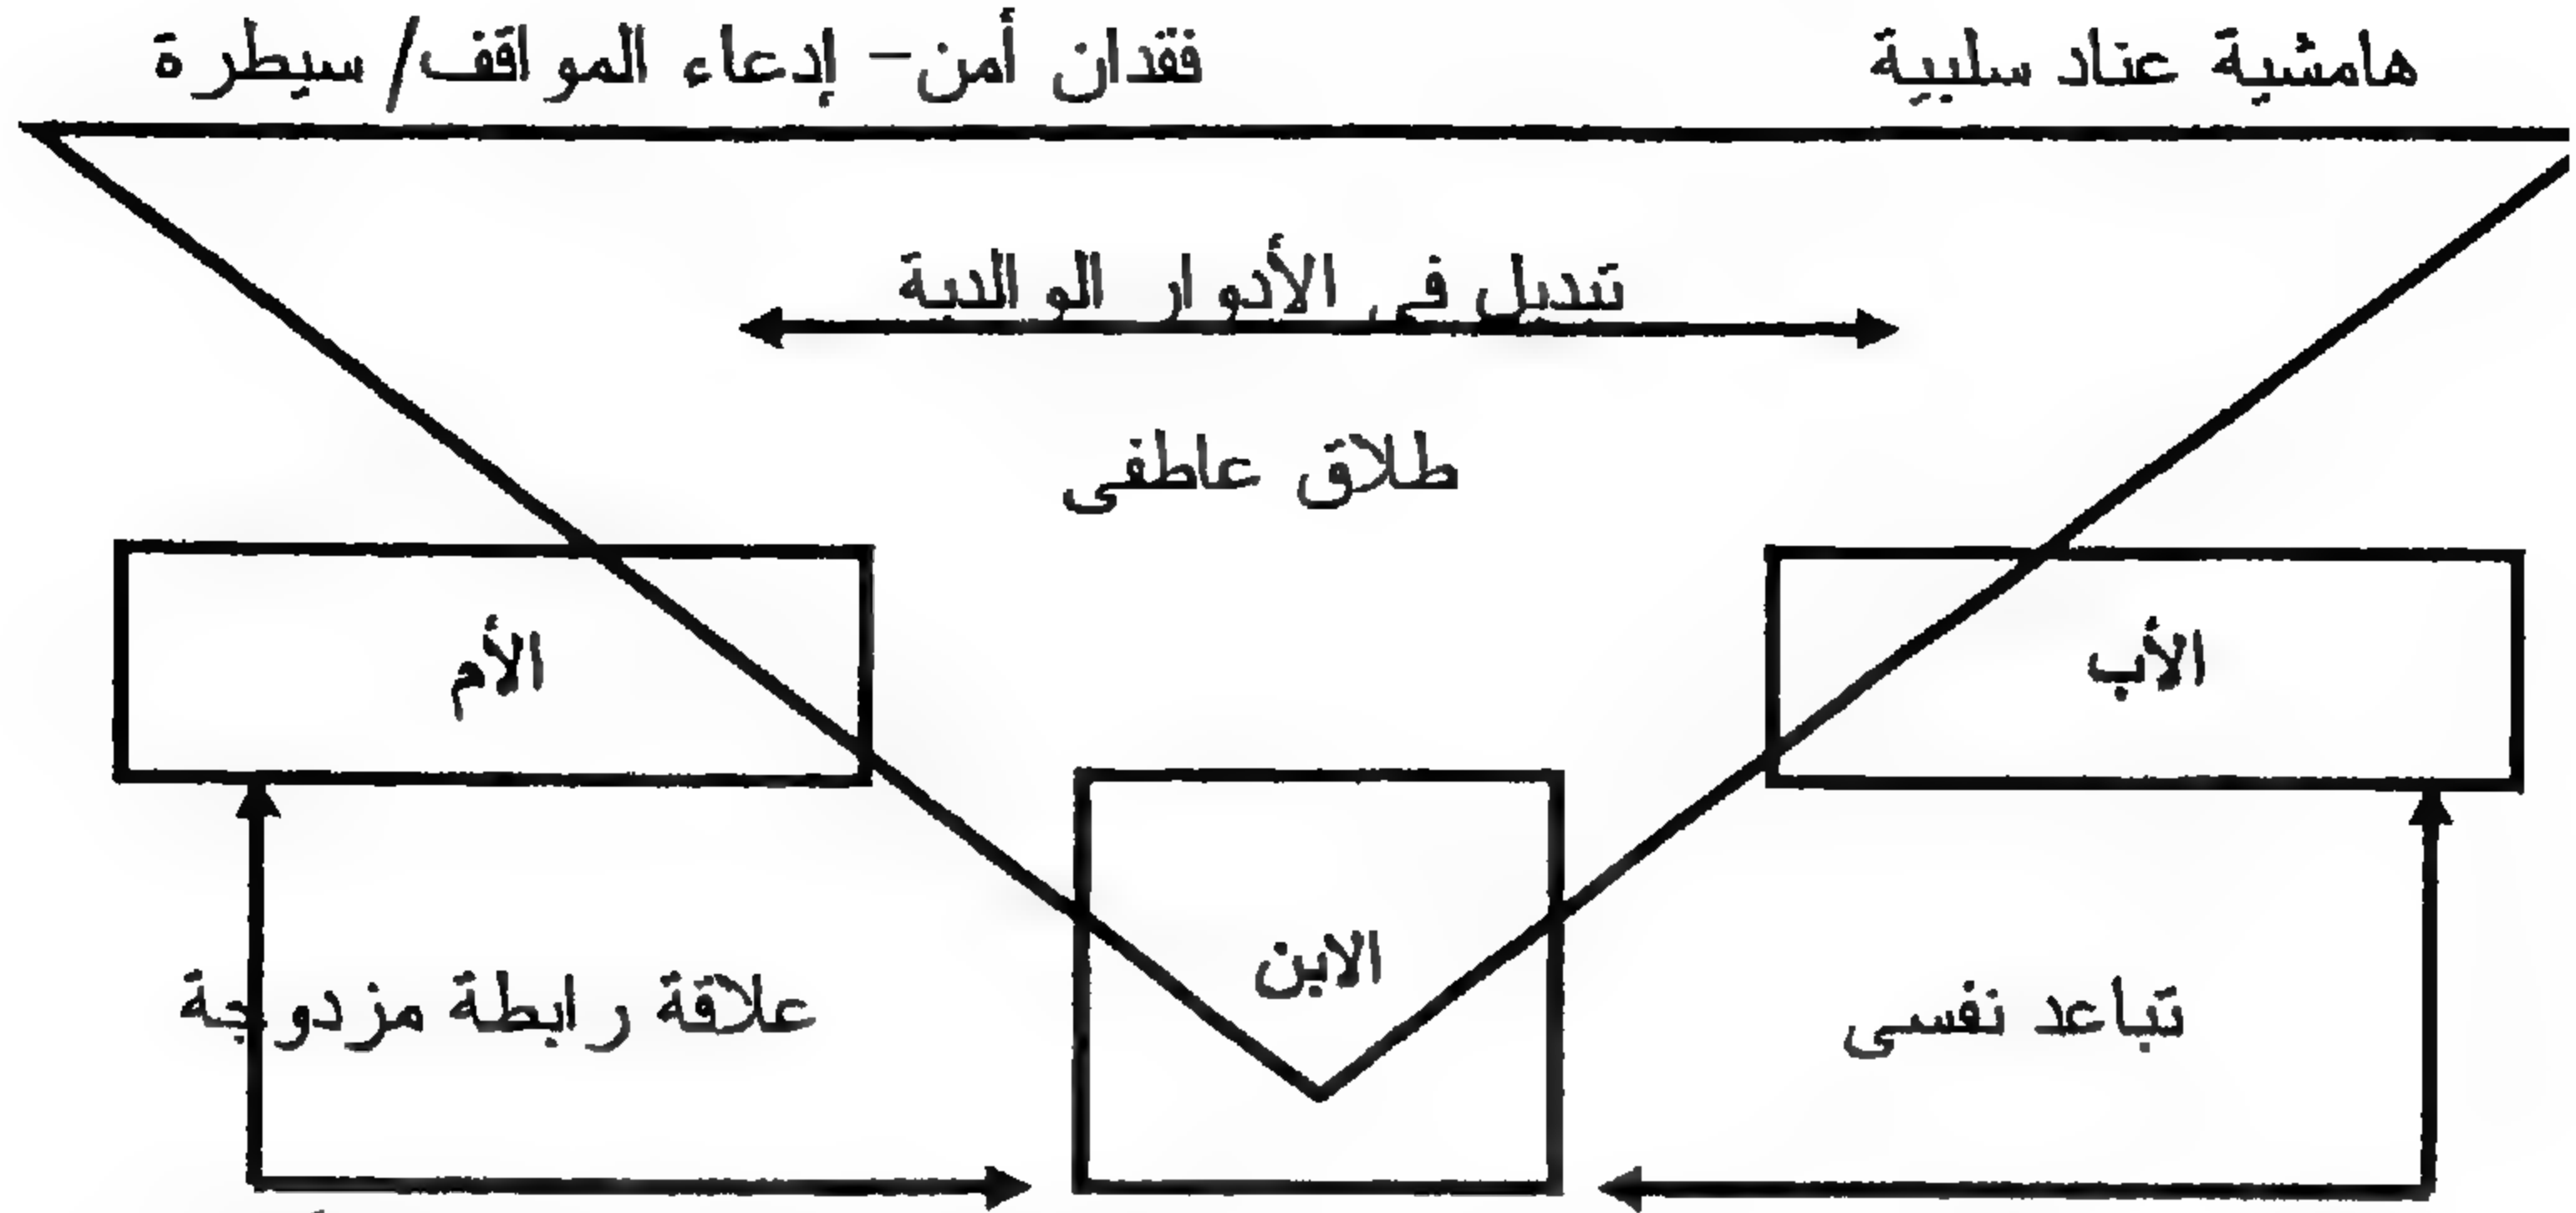 هامشية عناد سلبية
فقدان أمن- إدعاء المواقف/ سيطرة
تبديل فى الأدوار الوالدية
طلاق عاطفى
الأب
الأم
الابن
تباعد نفسى
علاقة رابطة مزدوجة